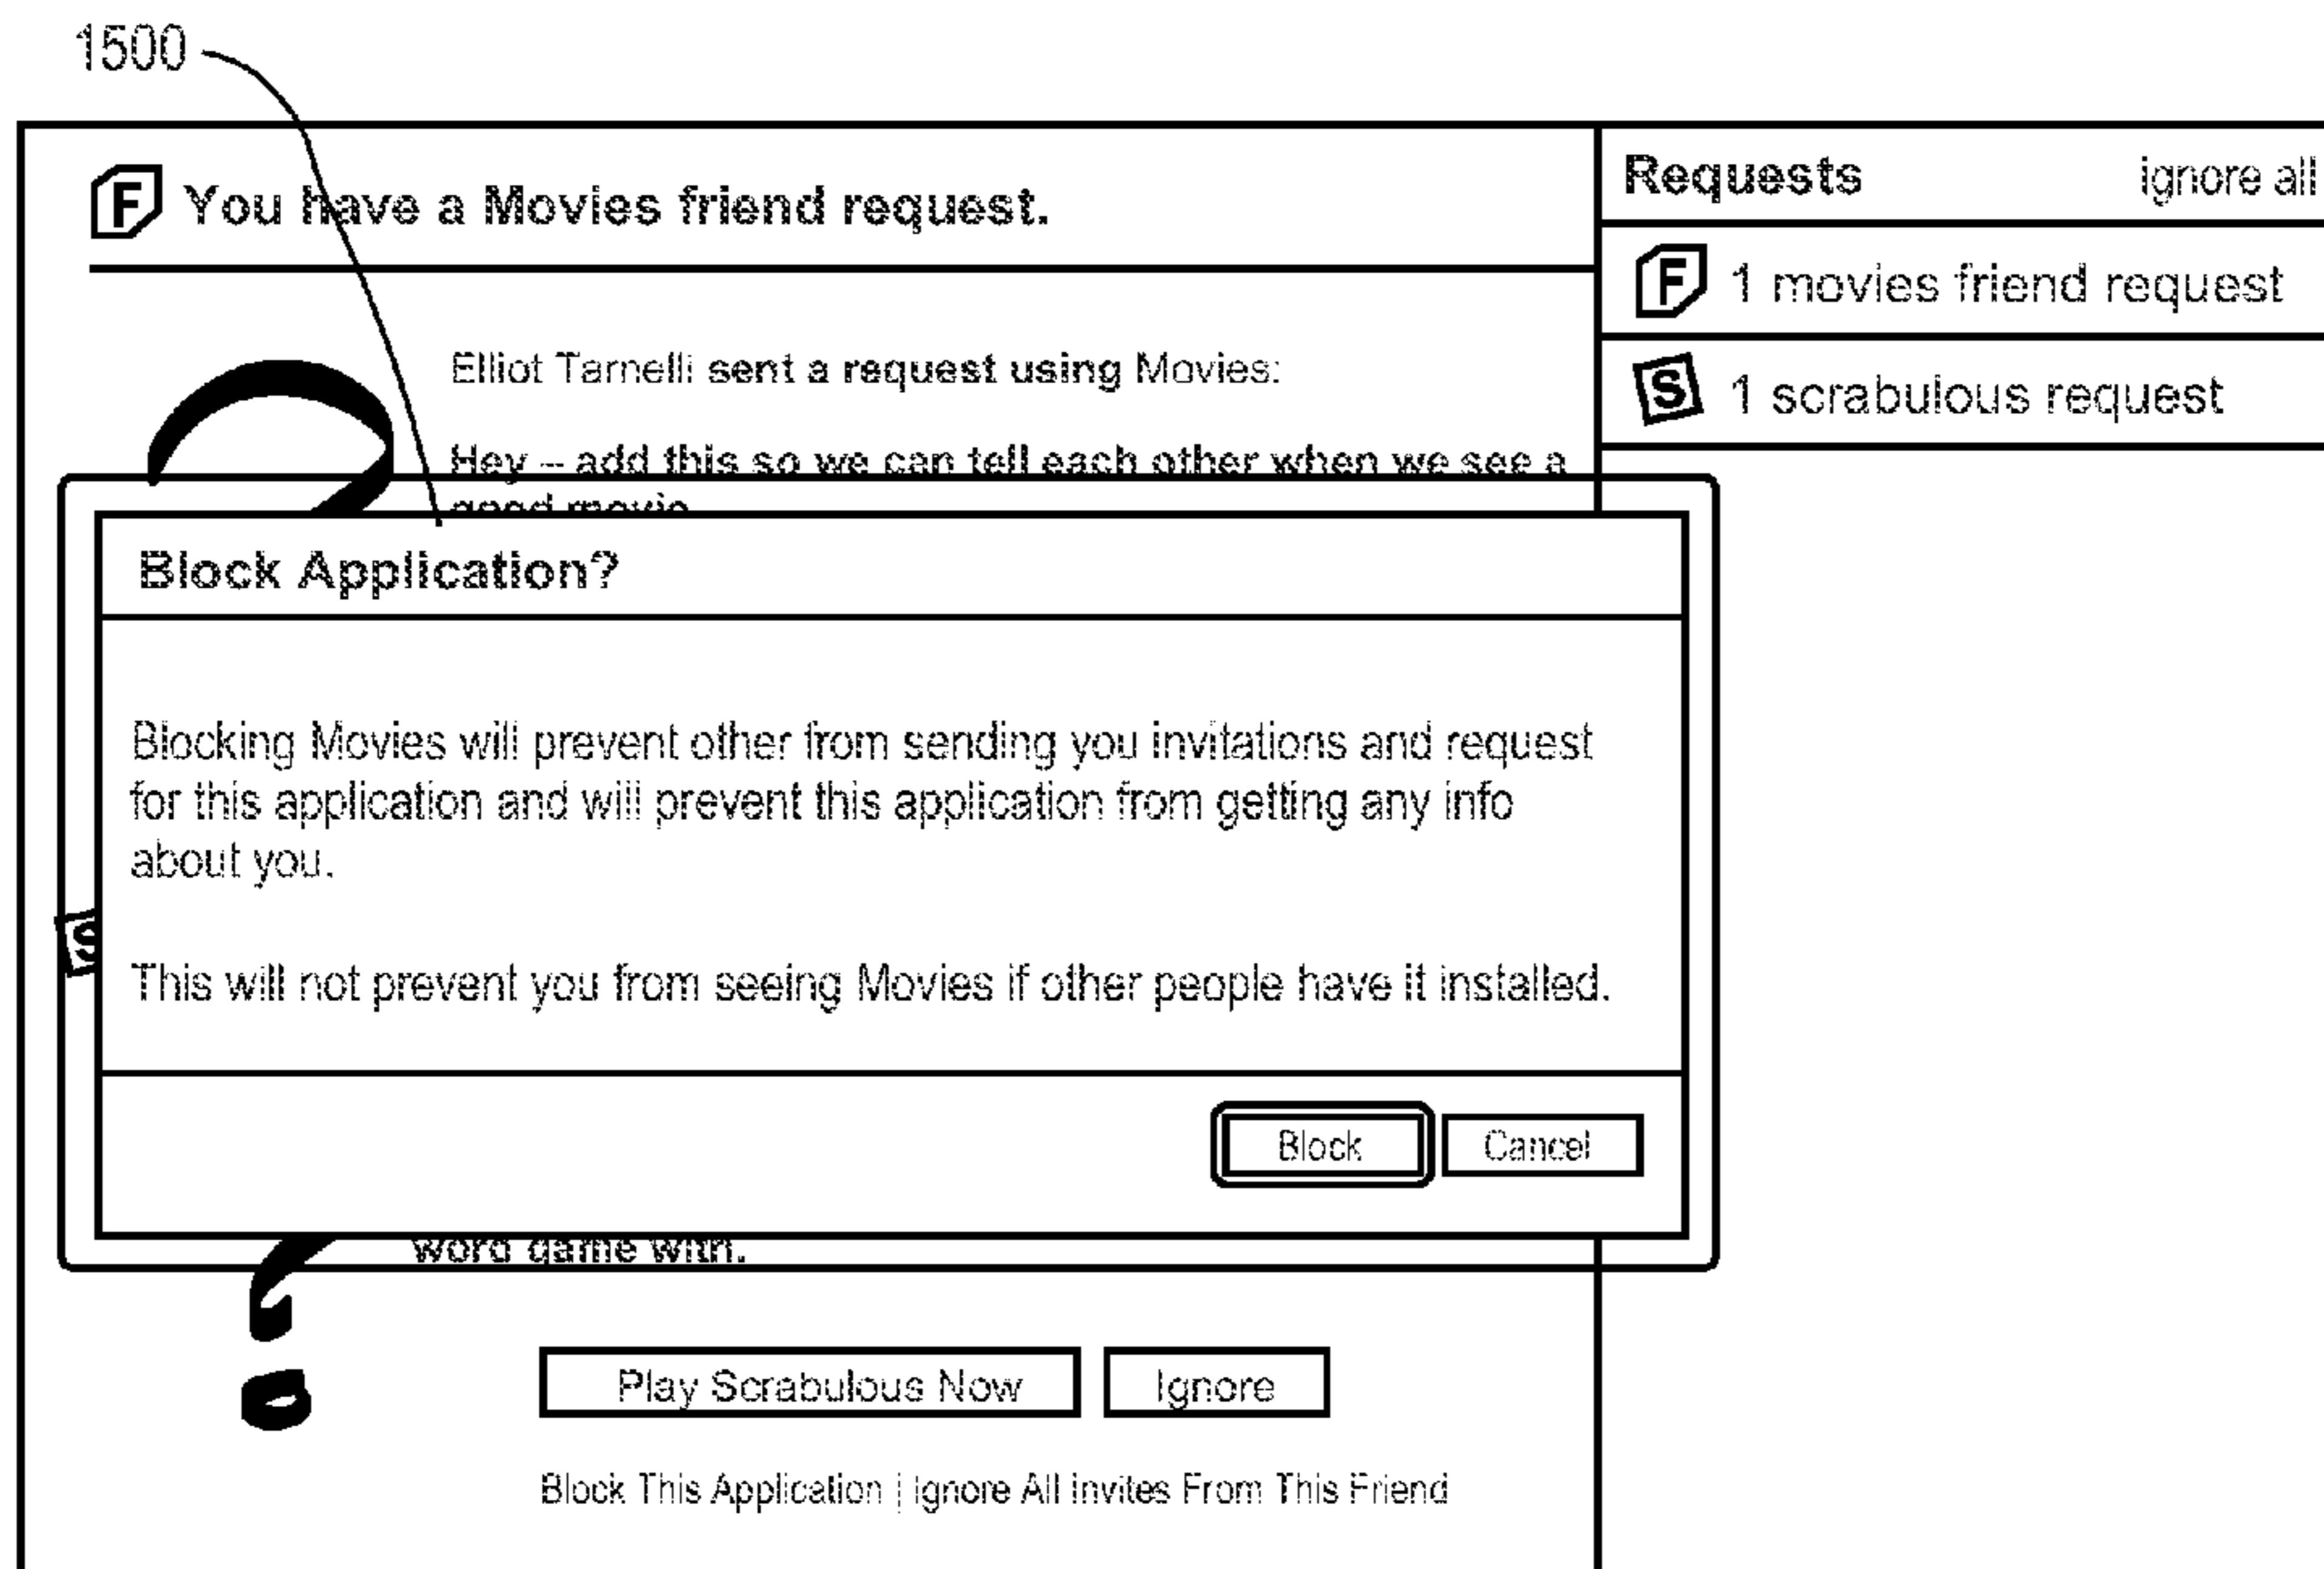 1500
F You have a Movies friend request.
Requests ignore all
F 1 movies friend request
S 1 scrabulous request
Elliot Tarnelli sent a request using Movies:
Hey – add this so we can tell each other when we see a
good movie
Block Application?
Blocking Movies will prevent other from sending you invitations and request
for this application and will prevent this application from getting any info
about you.
S
This will not prevent you from seeing Movies if other people have it installed.
Block Cancel
word game with.
Play Scrabulous Now Ignore
Block This Application | Ignore All Invites From This Friend